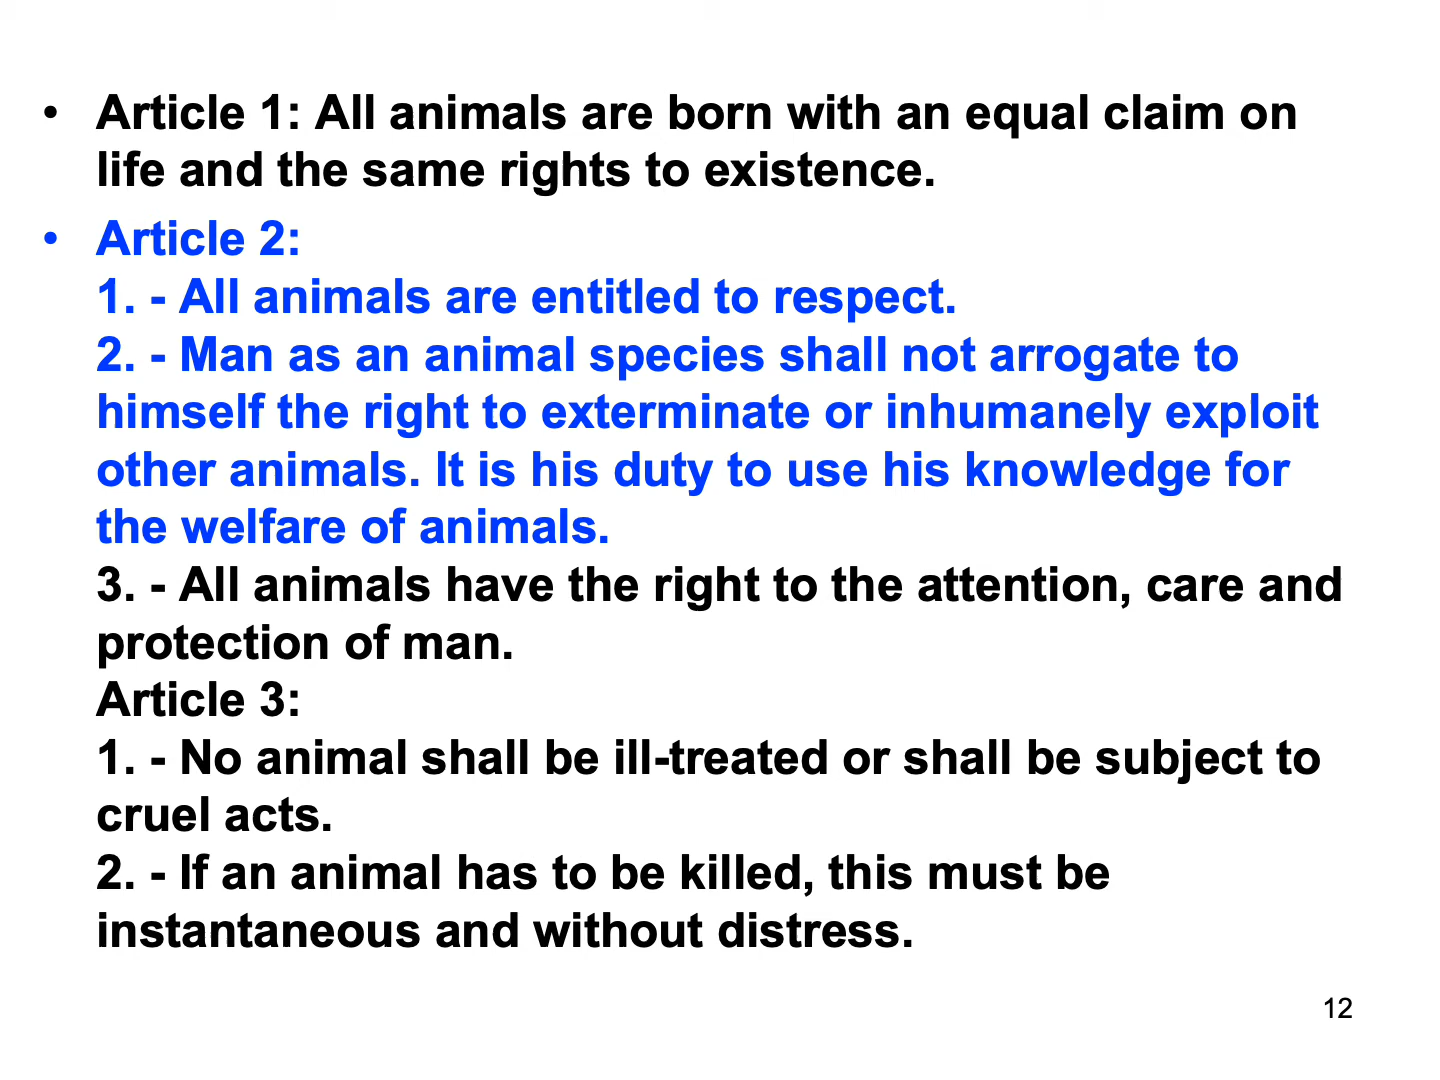 • Article 1: All animals are born with an equal claim on
life and the same rights to existence.
• Article 2:
1. - All animals are entitled to respect.
2. - Man as an animal species shall not arrogate to
himself the right to exterminate or inhumanely exploit
other animals. It is his duty to use his knowledge for
the welfare of animals.
3. - All animals have the right to the attention, care and
protection of man.
Article 3:
1. - No animal shall be ill-treated or shall be subject to
cruel acts.
2. - If an animal has to be killed, this must be
instantaneous and without distress.
12